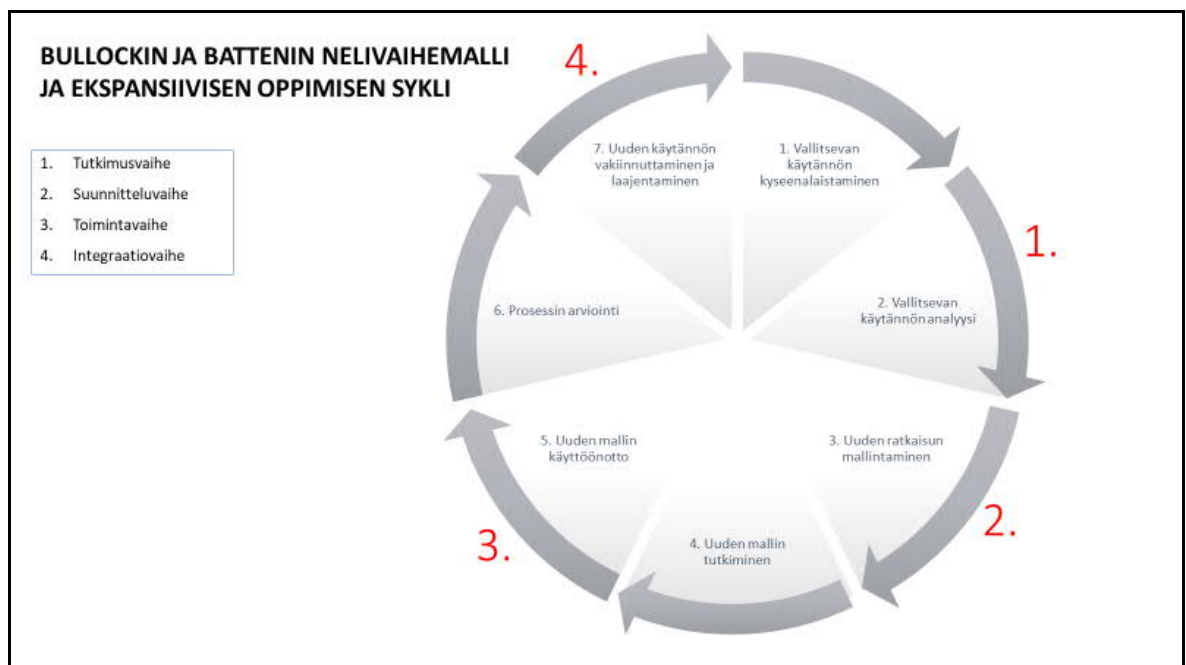 BULLOCKIN JA BATTENIN NELIVAIHEMALLI
JA EKSPANSIIVISEN OPPIMISEN SYKLI
1. Tutkimusvaihe
2. Suunnitteluvaihe
3. Toimintavaihe
4. Integraatiovaihe
4.
7. Uuden käytännön
vakiinnuttaminen ja
laajentaminen
1. Vallitsevan
käytännön
kyseenalaistaminen
1.
2. Vallitsevan
käytännön analyysi
6. Prosessin arviointi
5. Uuden mallin
käyttöönotto
3. Uuden ratkaisun
mallintaminen
2.
3.
4. Uuden mallin
tutkiminen